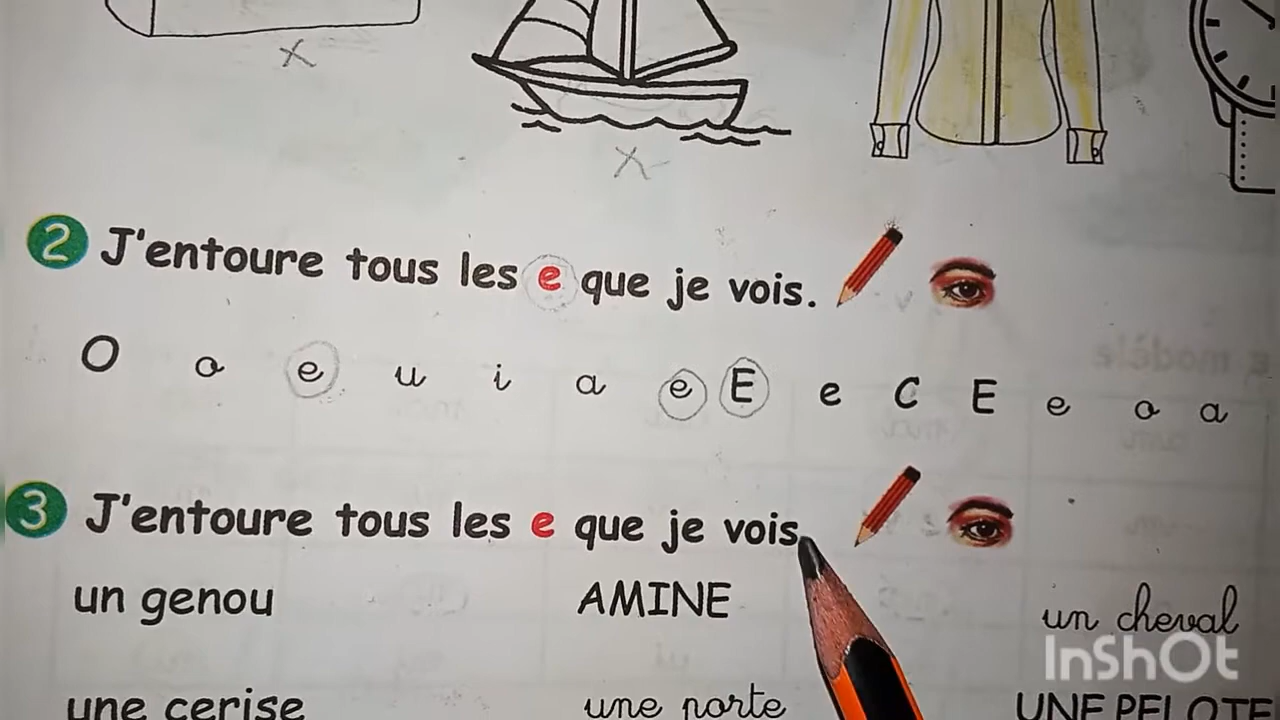 2 J'entoure tous les e que je vois.
O o e u i a e E e C E e o a
3 J'entoure tous les e que je vois.
un genou AMINE un cheval
InShOt
une cerise une porte UNE PELOTE